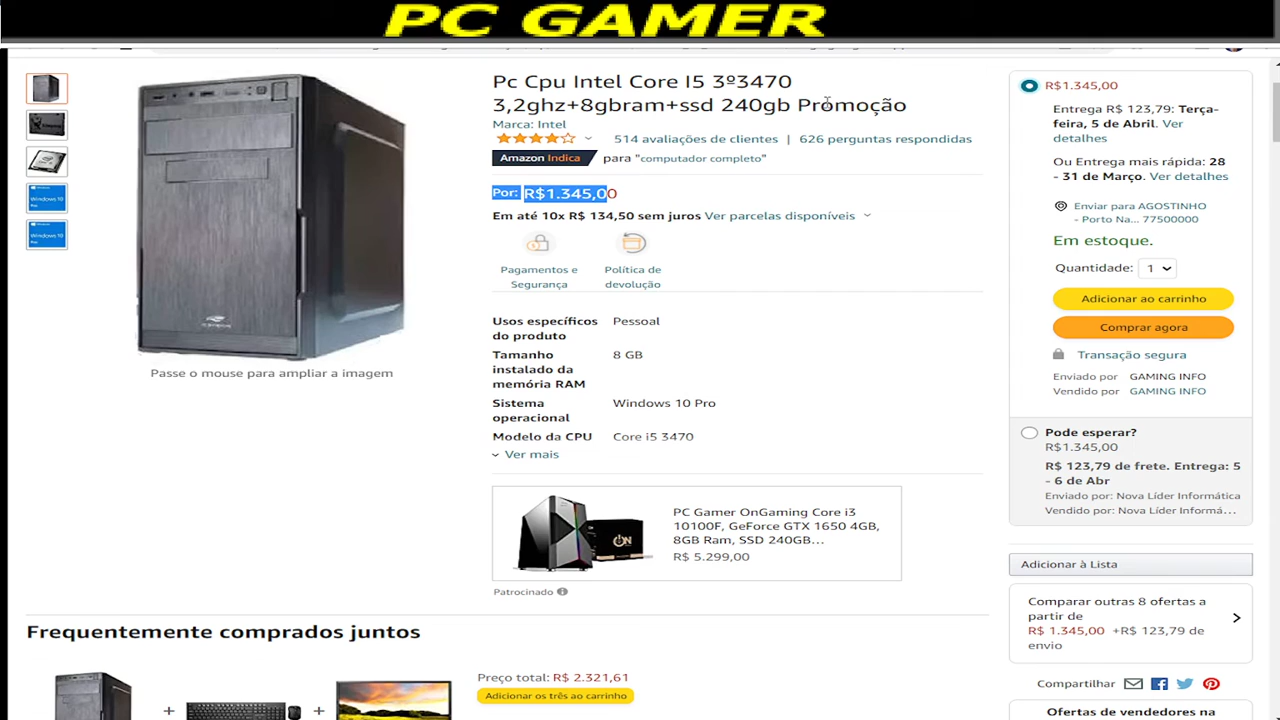 PC GAMER
Pc Cpu Intel Core I5 3º3470
3,2ghz+8gbram+ssd 240gb Promoção
Marca: Intel
514 avaliações de clientes | 626 perguntas respondidas
Amazon Indica para "computador completo"
Por: R$1.345,00
Em até 10x R$ 134,50 sem juros Ver parcelas disponíveis
Pagamentos e
Segurança
Política de
devolução
Usos específicos
do produto
Pessoal
Tamanho
instalado da
memória RAM
8 GB
Sistema
operacional
Windows 10 Pro
Modelo da CPU
Core i5 3470
Ver mais
PC Gamer OnGaming Core i3
10100F, GeForce GTX 1650 4GB,
8GB Ram, SSD 240GB...
R$ 5.299,00
Patrocinado
Passe o mouse para ampliar a imagem
R$1.345,00
Entrega R$ 123,79: Terça-
feira, 5 de Abril. Ver
detalhes
Ou Entrega mais rápida: 28
- 31 de Março. Ver detalhes
Enviar para AGOSTINHO
- Porto Na... 77500000
Em estoque.
Quantidade: 1
Adicionar ao carrinho
Comprar agora
Transação segura
Enviado por GAMING INFO
Vendido por GAMING INFO
Pode esperar?
R$1.345,00
R$ 123,79 de frete. Entrega: 5
- 6 de Abr
Enviado por: Nova Líder Informática
Vendido por: Nova Líder Informá...
Adicionar à Lista
Comparar outras 8 ofertas a
partir de
R$ 1.345,00 +R$ 123,79 de
envio
Compartilhar
Ofertas de vendedores na
Frequentemente comprados juntos
+ +
Preço total: R$ 2.321,61
Adicionar os três ao carrinho